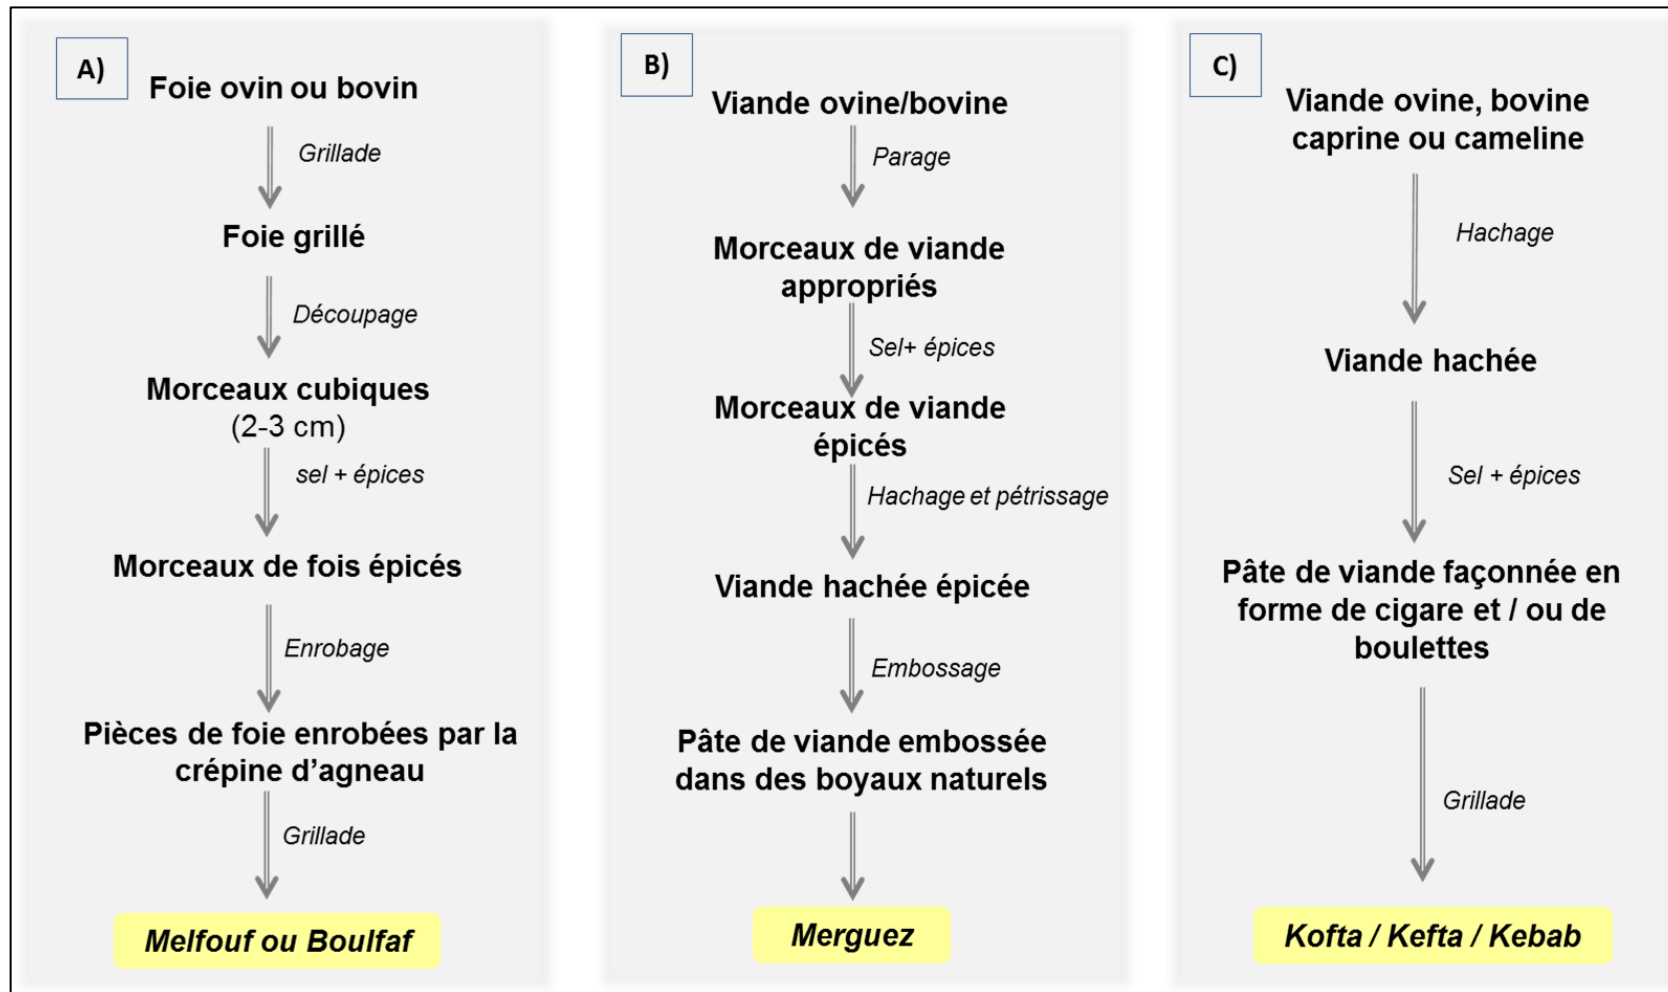 A)
Foie ovin ou bovin
Grillade
Foie grillé
Découpage
Morceaux cubiques
(2-3 cm)
sel + épices
Morceaux de fois épicés
Enrobage
Pièces de foie enrobées par la
crépine d'agneau
Grillade
Melfouf ou Boulfaf
B)
Viande ovine/bovine
Parage
Morceaux de viande
appropriés
Sel+ épices
Morceaux de viande
épicés
Hachage et pétrissage
Viande hachée épicée
Embossage
Pâte de viande embossée
dans des boyaux naturels
Merguez
C)
Viande ovine, bovine
caprine ou cameline
Hachage
Viande hachée
Sel + épices
Pâte de viande façonnée en
forme de cigare et / ou de
boulettes
Grillade
Kofta / Kefta / Kebab